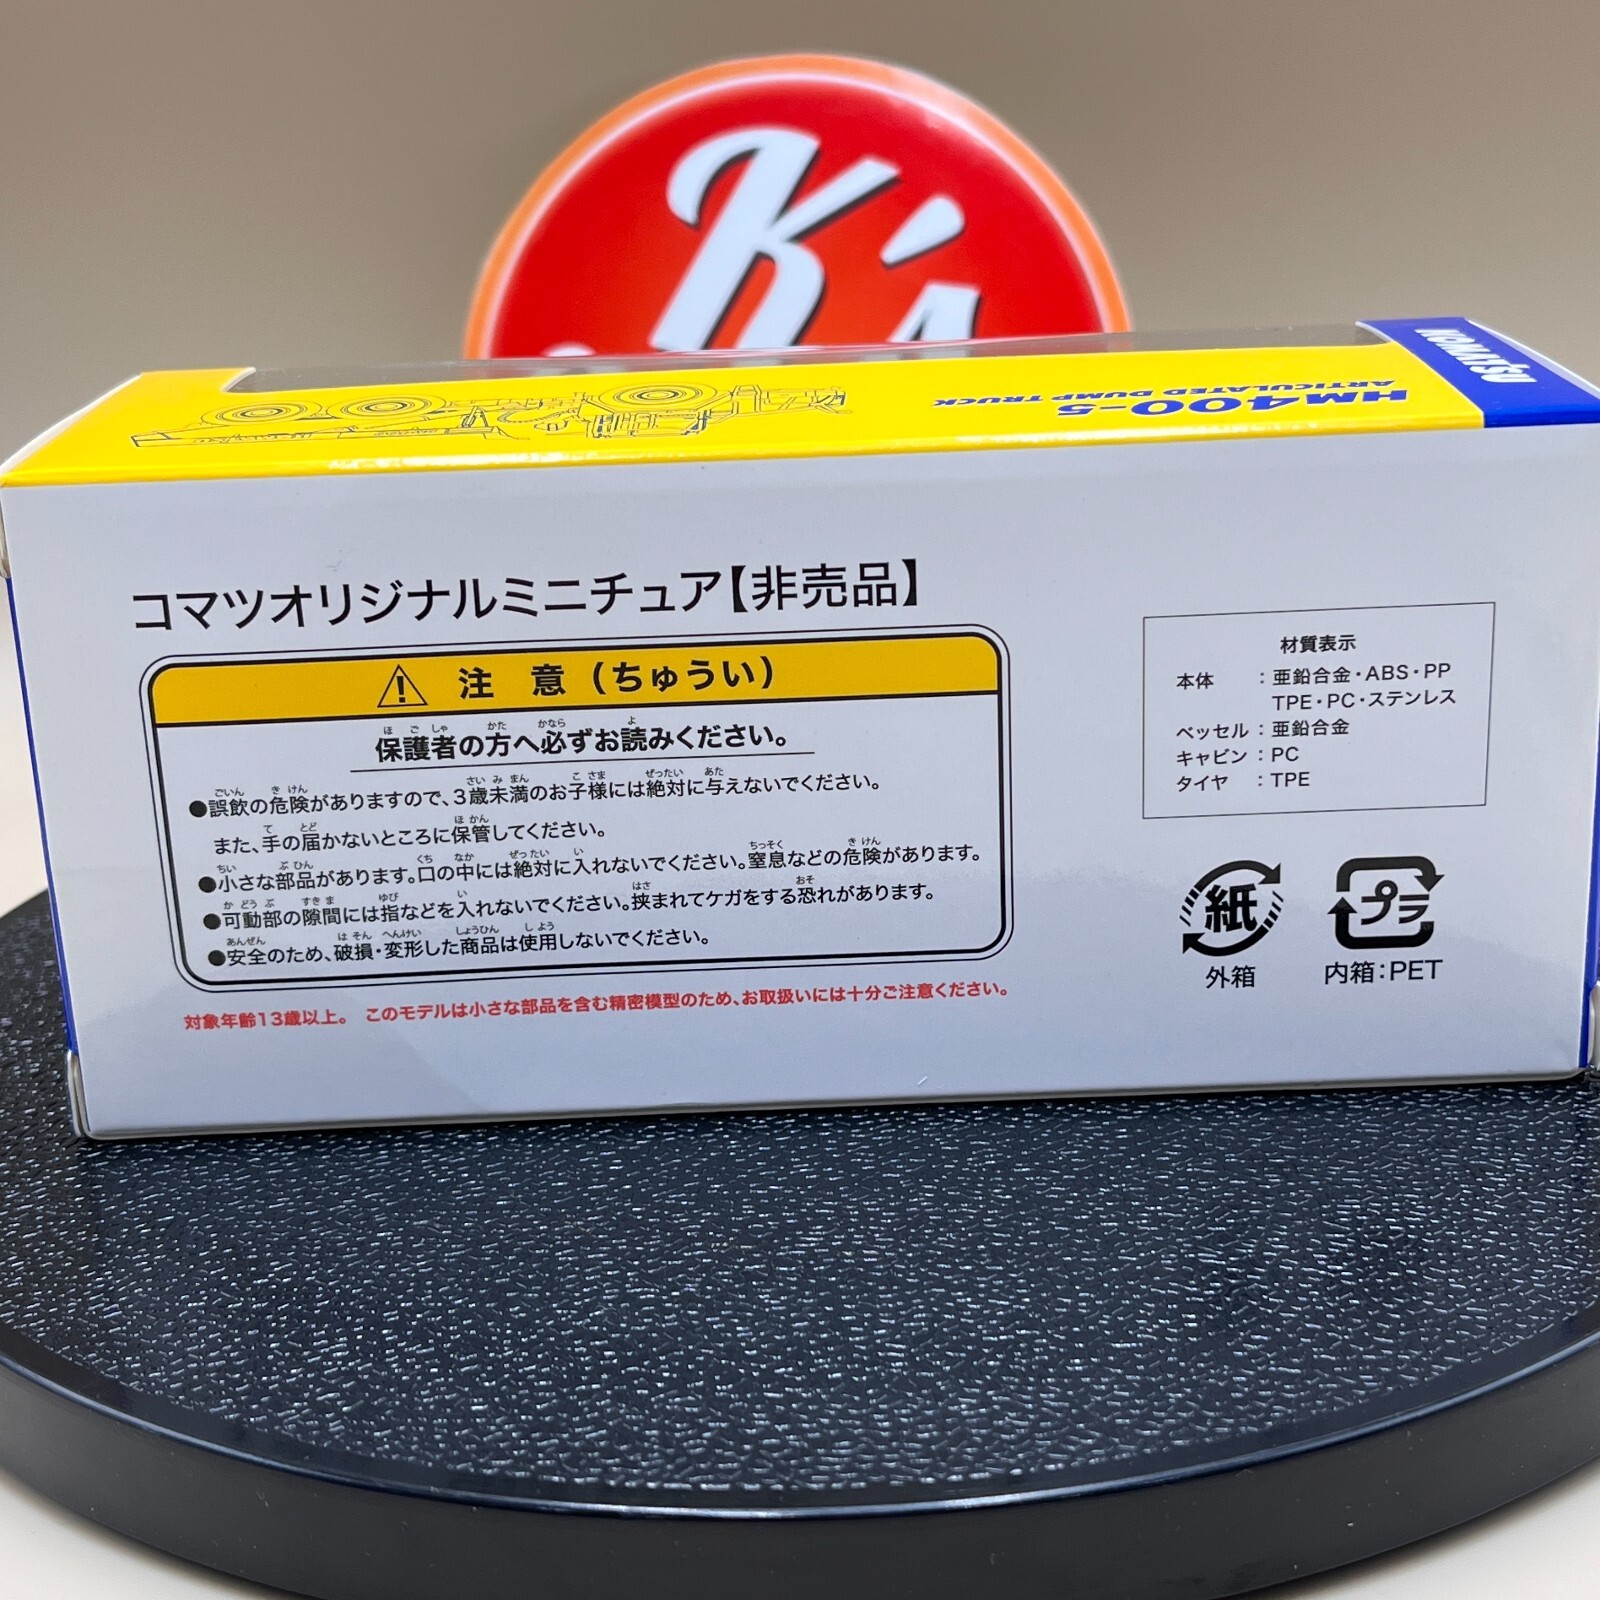 K's
KOMATSU
HM400-5
ARTICULATED DUMP TRUCK
コマツオリジナルミニチュア【非売品】
注 意（ちゅうい）
保護者の方へ必ずお読みください。
●誤飲の危険がありますので、3歳未満のお子様には絶対に与えないでください。
また、手の届かないところに保管してください。
●小さな部品があります。口の中には絶対に入れないでください。窒息などの危険があります。
●可動部の隙間には指などを入れないでください。挟まれてケガをする恐れがあります。
●安全のため、破損・変形した商品は使用しないでください。
対象年齢13歳以上。 このモデルは小さな部品を含む精密模型のため、お取扱いには十分ご注意ください。
材質表示
本体 ：亜鉛合金・ABS・PP
TPE・PC・ステンレス
ベッセル：亜鉛合金
キャビン：PC
タイヤ ：TPE
紙
外箱
プラ
内箱：PET